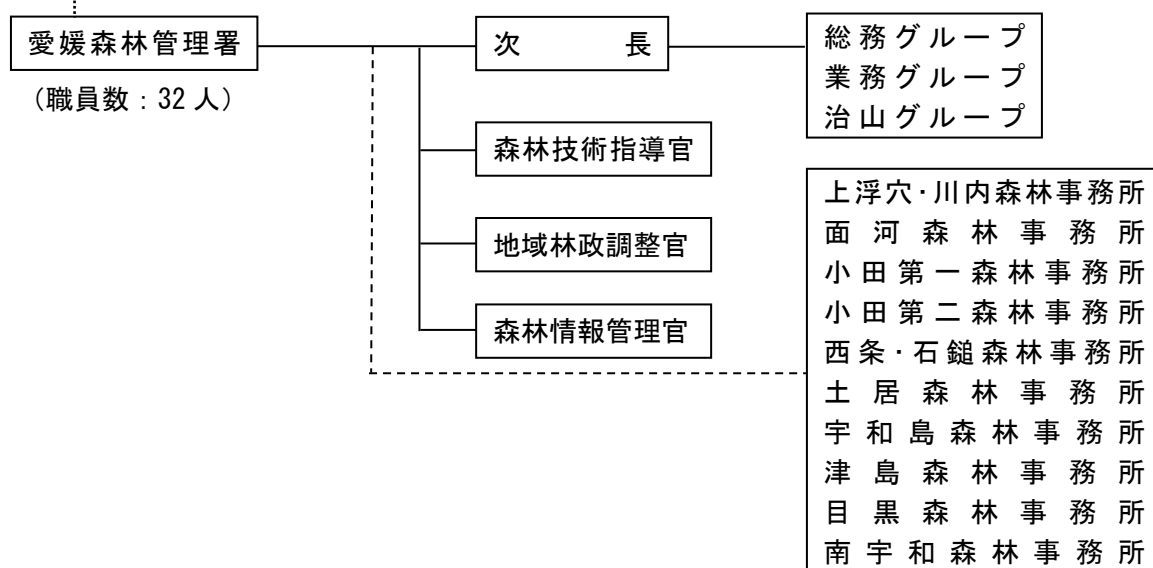 愛媛森林管理署
(職員数:32人)
次長
総務グループ
業務グループ
治山グループ
森林技術指導官
地域林政調整官
森林情報管理官
上浮穴・川内森林事務所
面河森林事務所
小田第一森林事務所
小田第二森林事務所
西条・石鎚森林事務所
土居森林事務所
宇和島森林事務所
津島森林事務所
目黒森林事務所
南宇和森林事務所